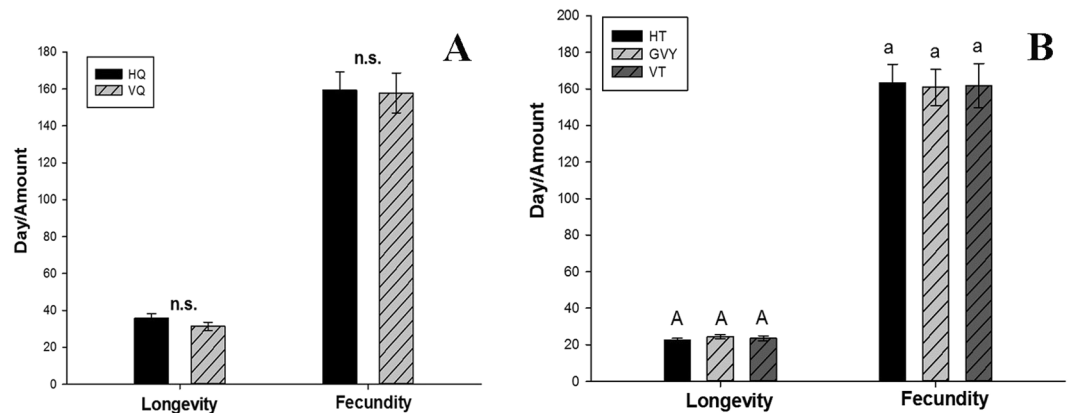 A
HQ
VQ
Day/Amount
180
160
140
120
100
80
60
40
20
0
n.s.
n.s.
Longevity
Fecundity
B
HT
GVY
VT
Day/Amount
200
180
160
140
120
100
80
60
40
20
0
A A A
a a a
Longevity
Fecundity